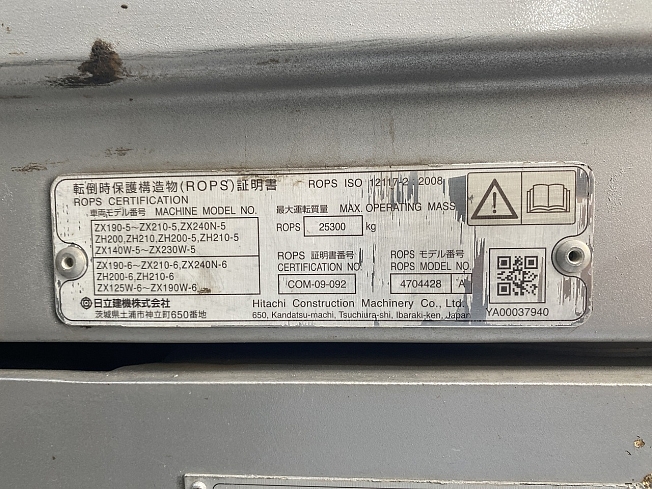 転倒時保護構造物(ROPS)証明書 ROPS ISO 12117-2:2008
ROPS CERTIFICATION
車両モデル番号 MACHINE MODEL NO.
ZX190-5~ZX210-5,ZX240N-5
ZH200,ZH210,ZH200-5,ZH210-5
ZX140W-5~ZX230W-5
ZX190-6~ZX210-6,ZX240N-6
ZH200-6,ZH210-6
ZX125W-6~ZX190W-6
最大運転質量 MAX. OPERATING MASS
ROPS 25300 kg
ROPS 証明書番号
CERTIFICATION NO.
COM-09-092
ROPS モデル番号
ROPS MODEL NO.
4704428 A
YA00037940
日立建機株式会社
茨城県土浦市神立町650番地
Hitachi Construction Machinery Co., Ltd.
650, Kandatsu-machi, Tsuchiura-shi, Ibaraki-ken, Japan